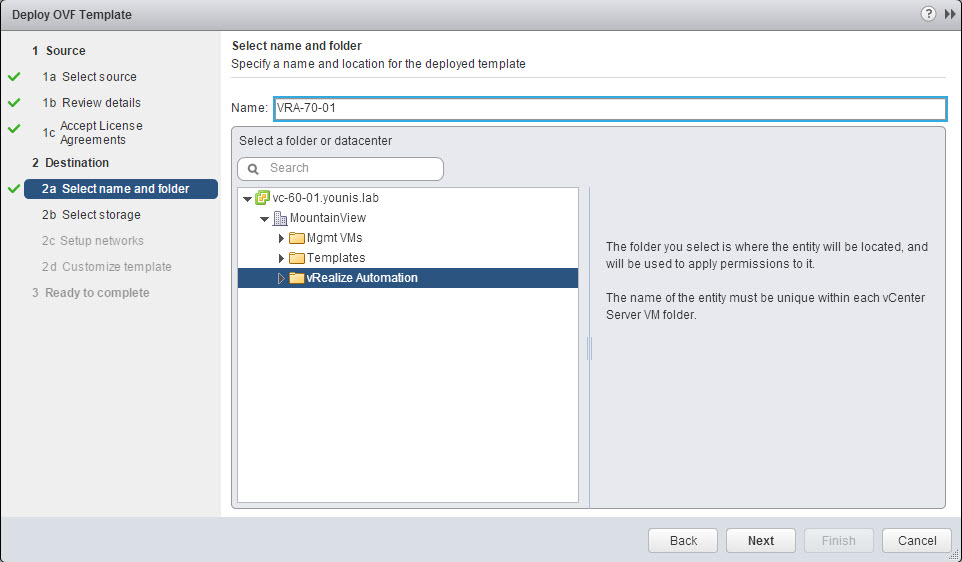 Deploy OVF Template
?
1 Source
1a Select source
1b Review details
1c Accept License
Agreements
2 Destination
2a Select name and folder
2b Select storage
2c Setup networks
2d Customize template
3 Ready to complete
Select name and folder
Specify a name and location for the deployed template
Name: VRA-70-01
Select a folder or datacenter
Search
vc-60-01.younis.lab
MountainView
Mgmt VMs
Templates
vRealize Automation
The folder you select is where the entity will be located, and
will be used to apply permissions to it.
The name of the entity must be unique within each vCenter
Server VM folder.
Back Next Finish Cancel